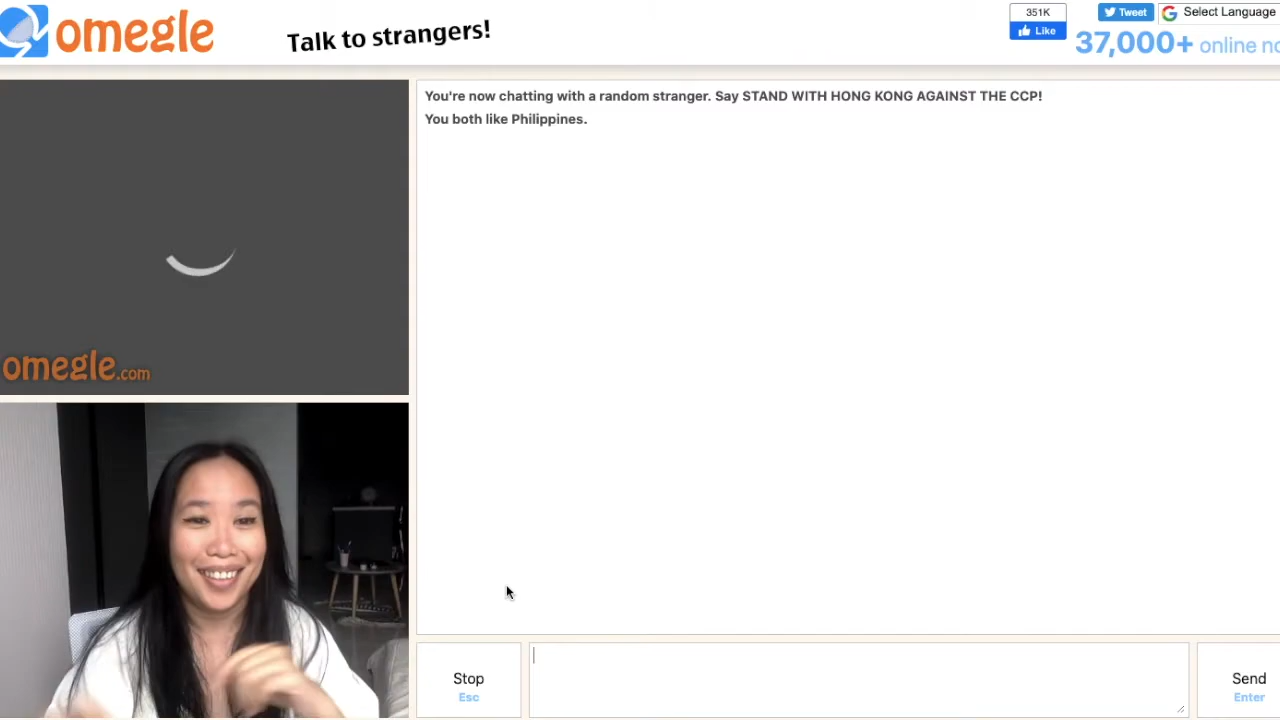 omegle
Talk to strangers!
351K
Like
Tweet
Select Language
37,000+ online
You're now chatting with a random stranger. Say STAND WITH HONG KONG AGAINST THE CCP!
You both like Philippines.
omegle.com
Stop
Esc
Send
Enter